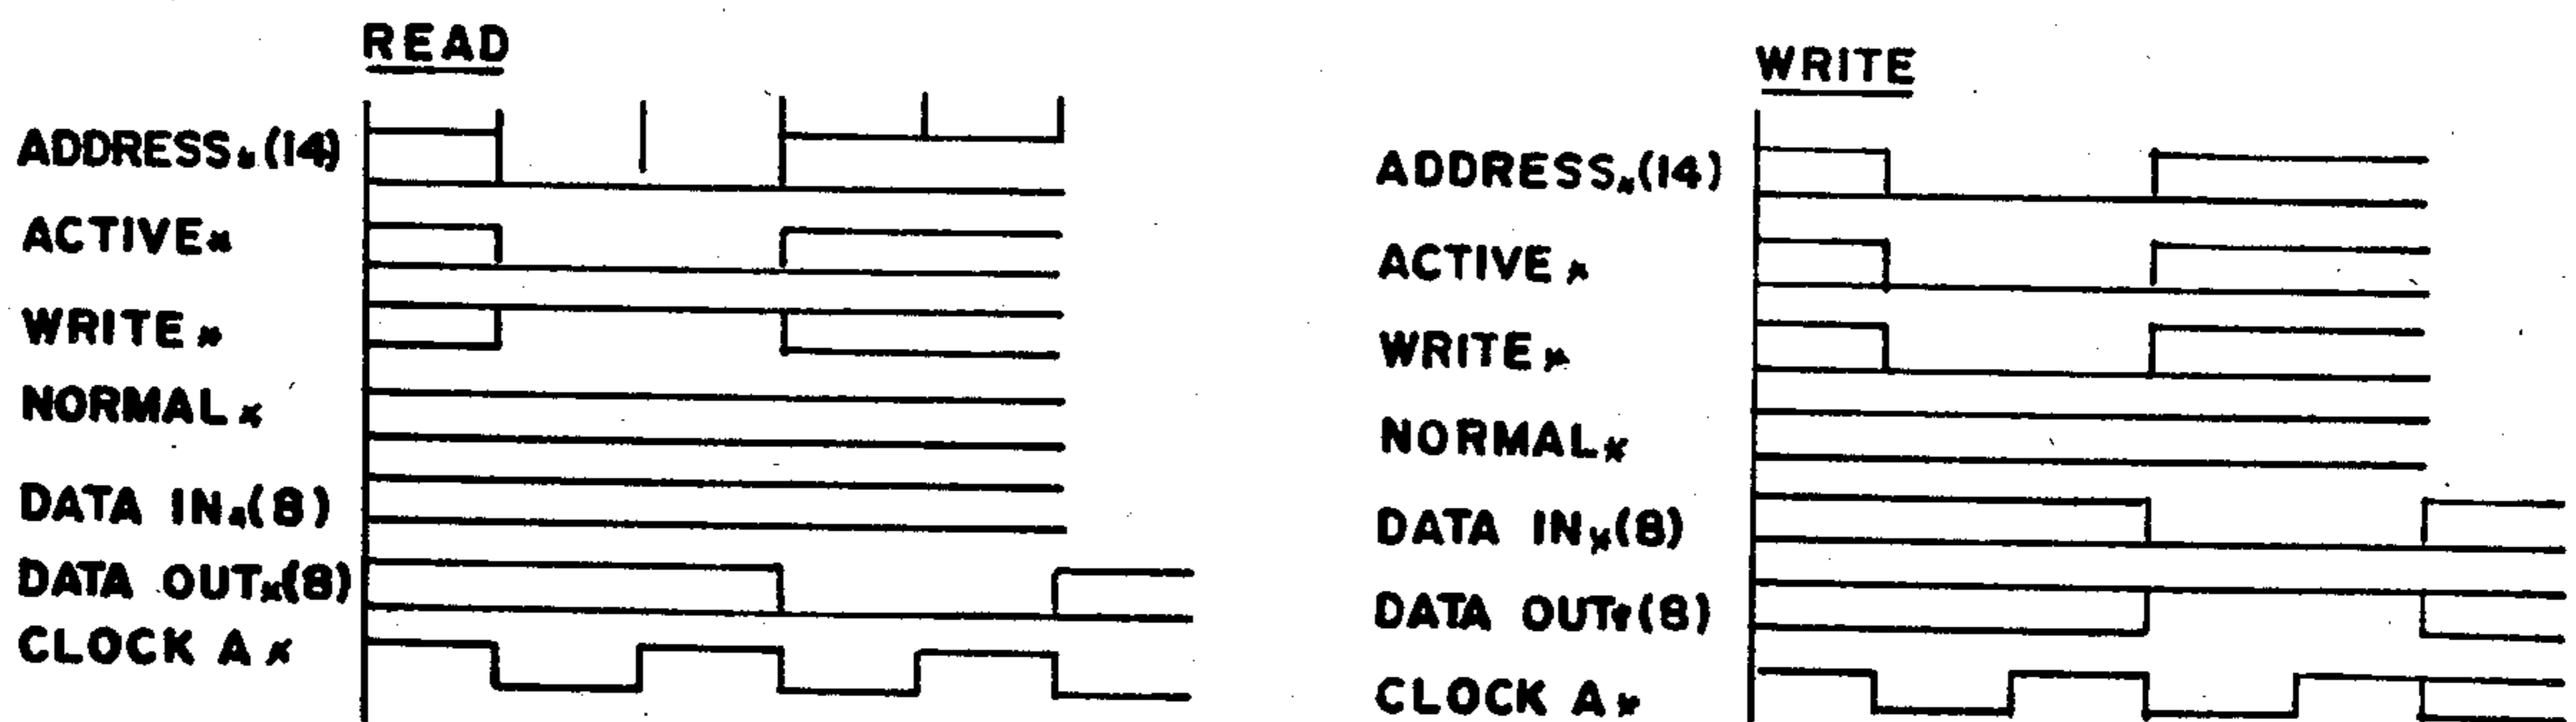 READ
ADDRESS*(14)
ACTIVE*
WRITE*
NORMAL*
DATA IN*(8)
DATA OUT*(8)
CLOCK A*
WRITE
ADDRESS*(14)
ACTIVE*
WRITE*
NORMAL*
DATA IN*(8)
DATA OUT*(8)
CLOCK A*